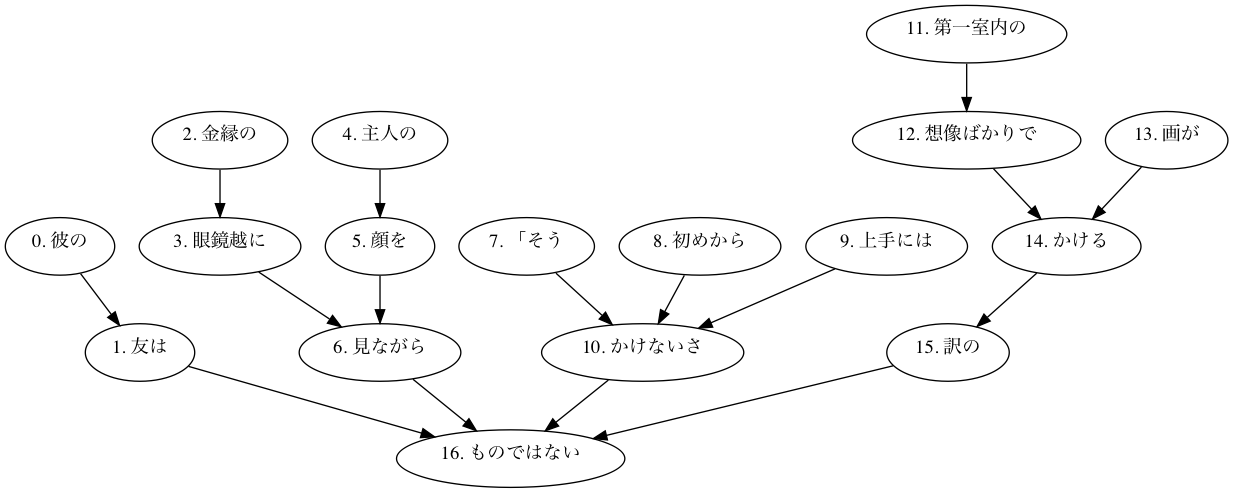 11. 第一室内の
2. 金縁の
4. 主人の
12. 想像ばかりで
13. 画が
0. 彼の
3. 眼鏡越に
5. 顔を
7. 「そう
8. 初めから
9. 上手には
14. かける
1. 友は
6. 見ながら
10. かけないさ
15. 訳の
16. ものではない